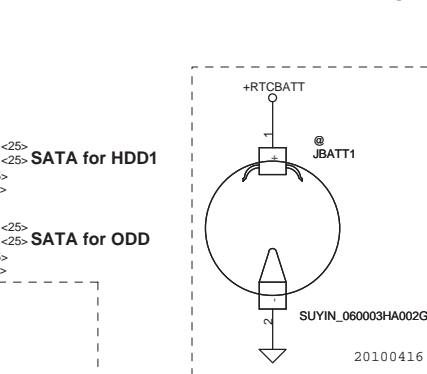 +RTCBATT
1
@
JBATT1
+
<25>
<25> SATA for HDD1
>
>
<25>
<25> SATA for ODD
>
>
-
2
SUYIN_060003HA002G
20100416